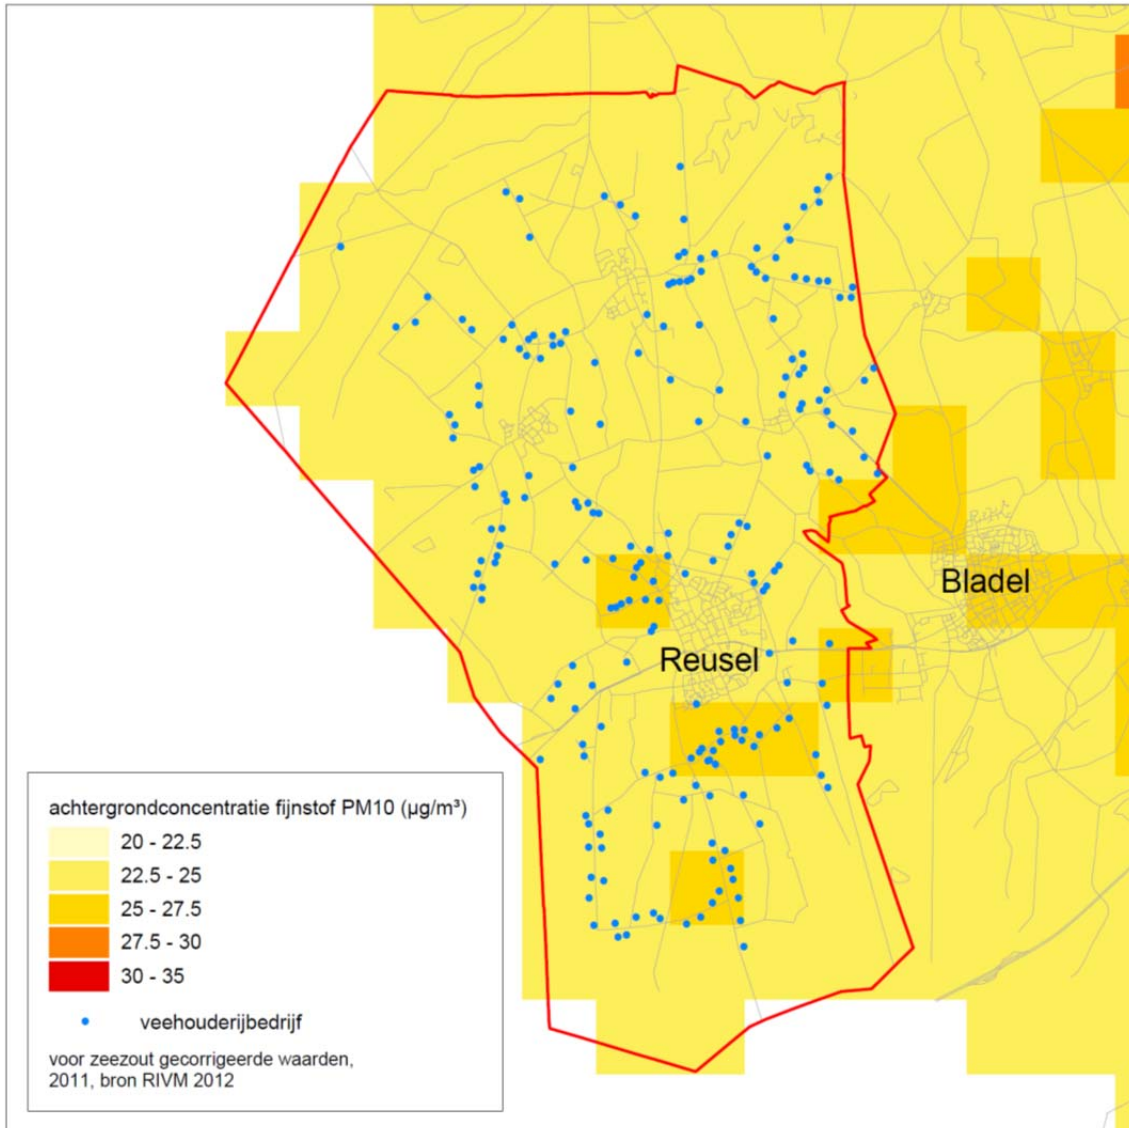 Bladel
Reusel
achtergrondconcentratie fijnstof PM10 (µg/m³)
20 - 22.5
22.5 - 25
25 - 27.5
27.5 - 30
30 - 35
veehouderijbedrijf
voor zeezout gecorrigeerde waarden,
2011, bron RIVM 2012